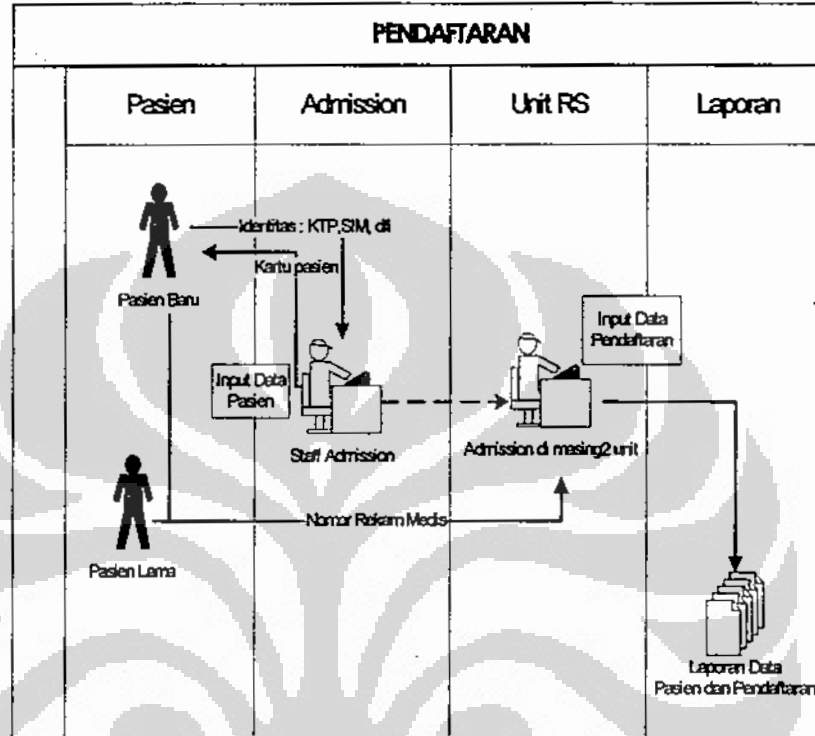 PENDAFTARAN
Pasien
Admission
Unit RS
Laporan
Identitas : KTP,SIM, dll
Kartu pasien
Pasien Baru
Input Data
Pendaftaran
Input Data
Pasien
Staff Admission
Admission di masing2 unit
Nomor Rekam Medis
Pasien Lama
Laporan Data
Pasien dan Pendaftaran